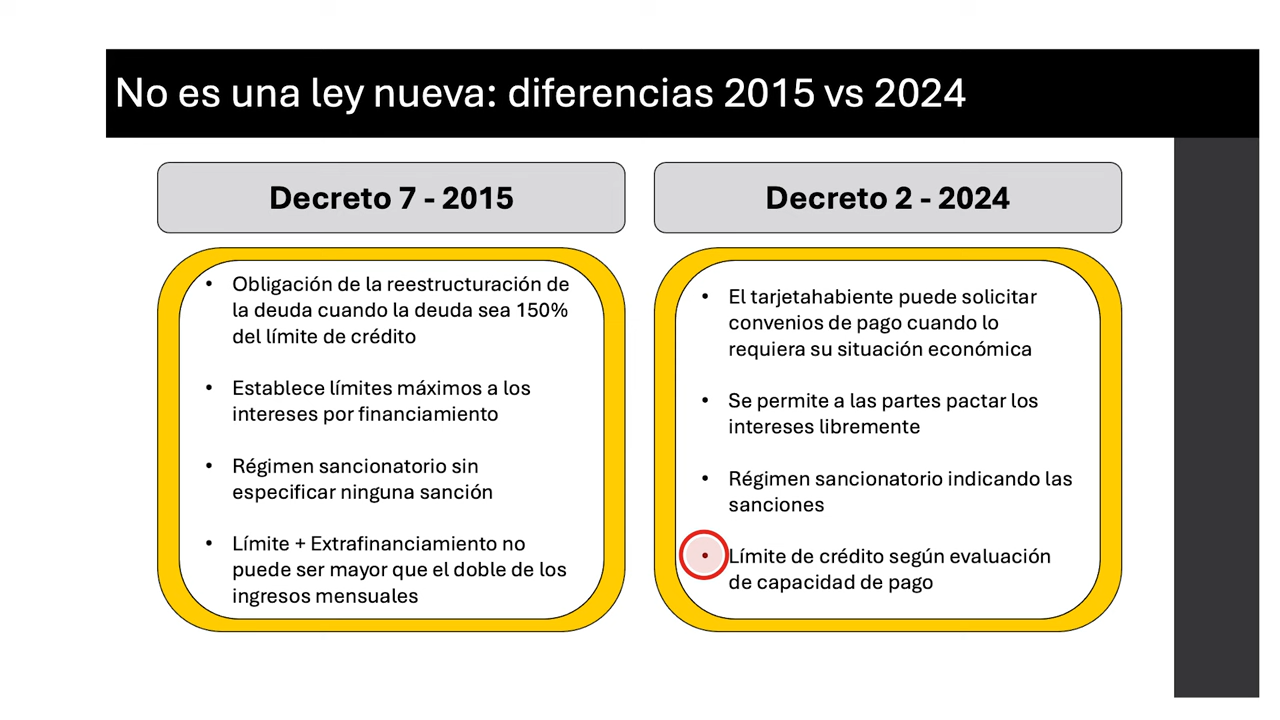 No es una ley nueva: diferencias 2015 vs 2024
Decreto 7 - 2015
• Obligación de la reestructuración de
la deuda cuando la deuda sea 150%
del límite de crédito
• Establece límites máximos a los
intereses por financiamiento
• Régimen sancionatorio sin
especificar ninguna sanción
• Límite + Extrafinanciamiento no
puede ser mayor que el doble de los
ingresos mensuales
Decreto 2 - 2024
• El tarjetahabiente puede solicitar
convenios de pago cuando lo
requiera su situación económica
• Se permite a las partes pactar los
intereses libremente
• Régimen sancionatorio indicando las
sanciones
• Límite de crédito según evaluación
de capacidad de pago